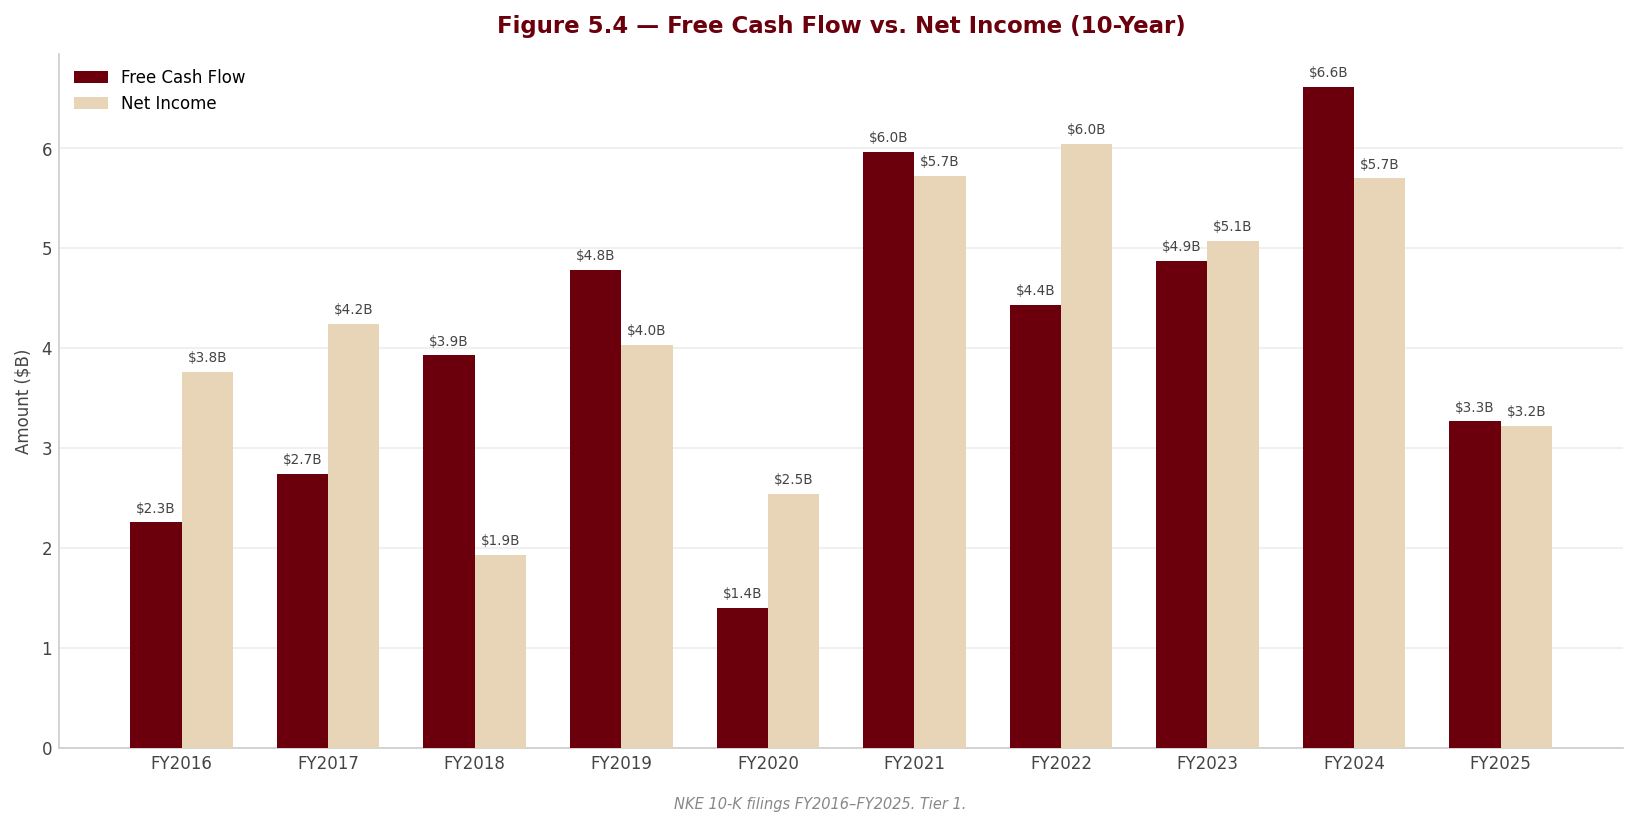 Figure 5.4 — Free Cash Flow vs. Net Income (10-Year)
Free Cash Flow
Net Income
Amount ($B)
6
5
4
3
2
1
0
$2.3B
$3.8B
$2.7B
$4.2B
$3.9B
$1.9B
$4.8B
$4.0B
$1.4B
$2.5B
$6.0B
$5.7B
$4.4B
$6.0B
$4.9B
$5.1B
$6.6B
$5.7B
$3.3B
$3.2B
FY2016 FY2017 FY2018 FY2019 FY2020 FY2021 FY2022 FY2023 FY2024 FY2025
NKE 10-K filings FY2016–FY2025. Tier 1.